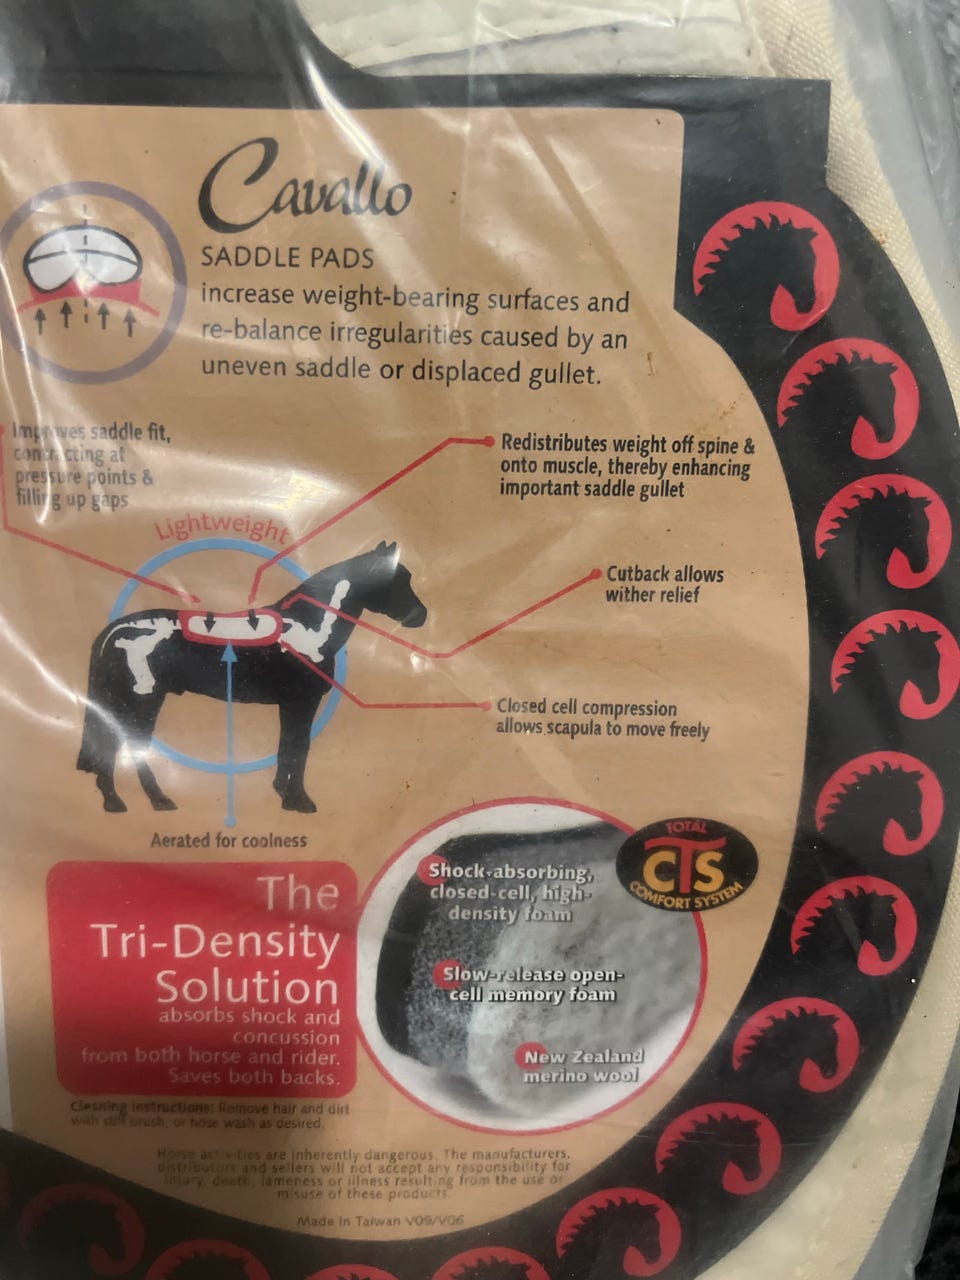 Cavallo
SADDLE PADS
increase weight-bearing surfaces and
re-balance irregularities caused by an
uneven saddle or displaced gullet.
Improves saddle fit,
contracting at
pressure points &
filling up gaps
Redistributes weight off spine &
onto muscle, thereby enhancing
important saddle gullet
Lightweight
Cutback allows
wither relief
Closed cell compression
allows scapula to move freely
Aerated for coolness
TOTAL
CTS
COMFORT SYSTEM
Shock-absorbing,
closed-cell, high-
density foam
Slow-release open-
cell memory foam
New Zealand
merino wool
The
Tri-Density
Solution
absorbs shock and
concussion
from both horse and rider.
Saves both backs.
Cleaning instructions: Remove hair and dirt
with stiff brush, or hose wash as desired.
Horse activities are inherently dangerous. The manufacturers,
distributors and sellers will not accept any responsibility for
injury, death, lameness or illness resulting from the use or
misuse of these products.
Made in Taiwan V05/V06